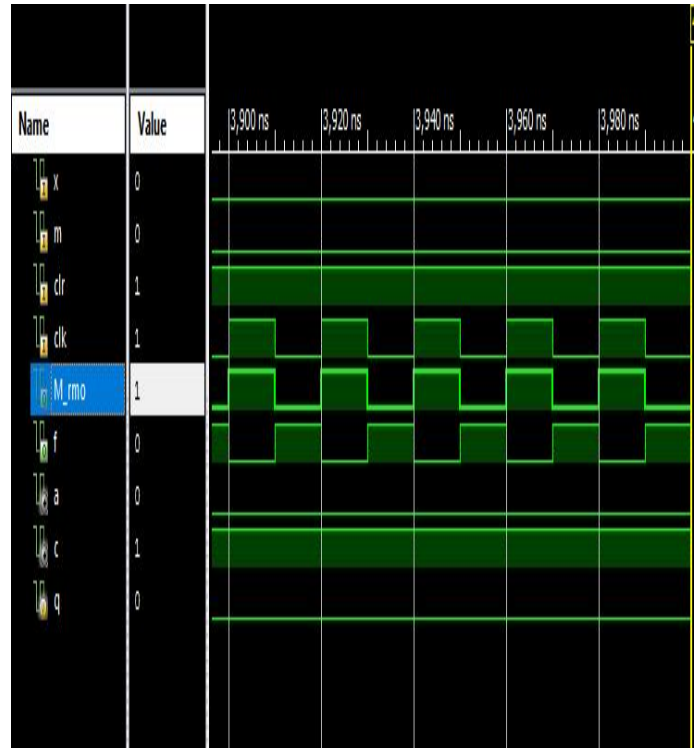 Name Value 3,900 ns 3,920 ns 3,940 ns 3,960 ns 3,980 ns
x 0
m 0
clr 1
clk 1
M_rmo 1
f 0
a 0
c 1
q 0